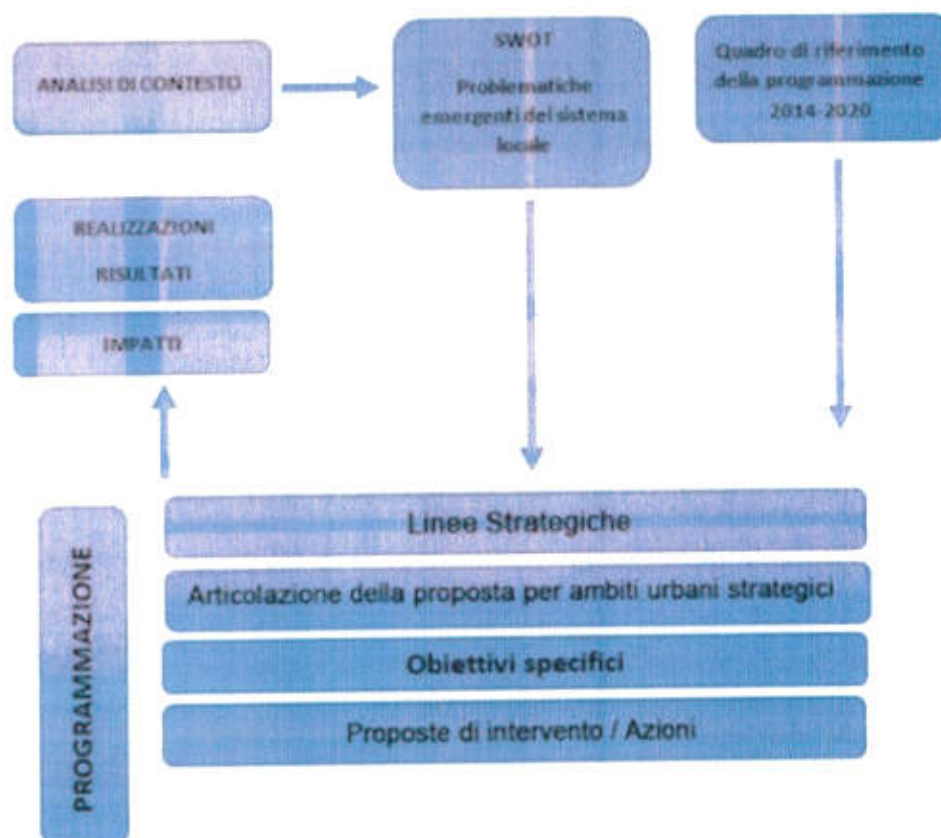 ANALISI DI CONTESTO
SWOT
Problematiche
emergenti del sistema
locale
Quadro di riferimento
della programmazione
2014-2020
REALIZZAZIONI
RISULTATI
IMPATTI
PROGRAMMAZIONE
Linee Strategiche
Articolazione della proposta per ambiti urbani strategici
Obiettivi specifici
Proposte di intervento / Azioni